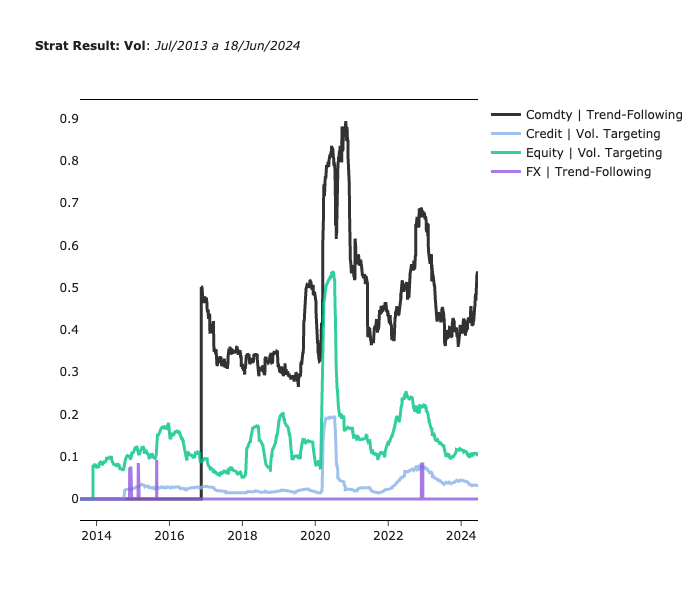 Strat Result: Vol: Jul/2013 a 18/Jun/2024
Comdty | Trend-Following
Credit | Vol. Targeting
Equity | Vol. Targeting
FX | Trend-Following
0.9
0.8
0.7
0.6
0.5
0.4
0.3
0.2
0.1
0
2014 2016 2018 2020 2022 2024